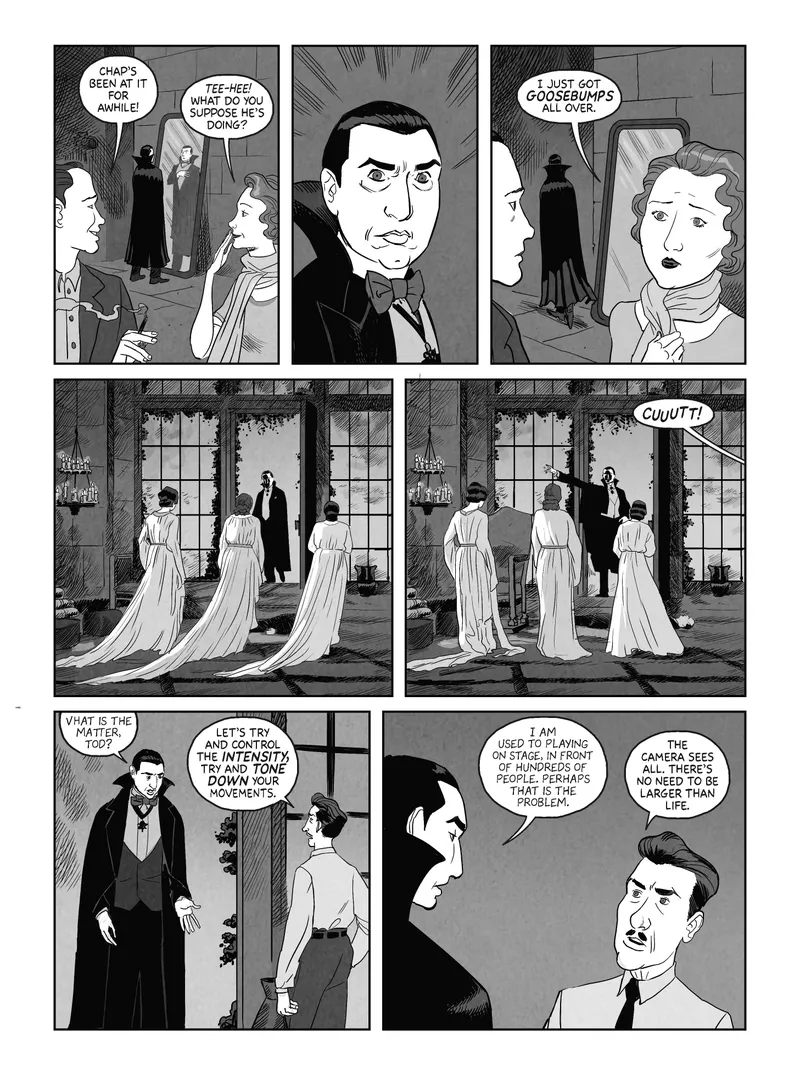 CHAP'S
BEEN AT IT
FOR
AWHILE!
TEE-HEE!
WHAT DO YOU
SUPPOSE HE'S
DOING?
I JUST GOT
GOOSEBUMPS
ALL OVER.
CUUUTT!
VHAT IS THE
MATTER,
TOD?
LET'S TRY
AND CONTROL
THE INTENSITY,
TRY AND TONE
DOWN YOUR
MOVEMENTS.
I AM
USED TO PLAYING
ON STAGE, IN FRONT
OF HUNDREDS OF
PEOPLE. PERHAPS
THAT IS THE
PROBLEM.
THE
CAMERA SEES
ALL. THERE'S
NO NEED TO BE
LARGER THAN
LIFE.